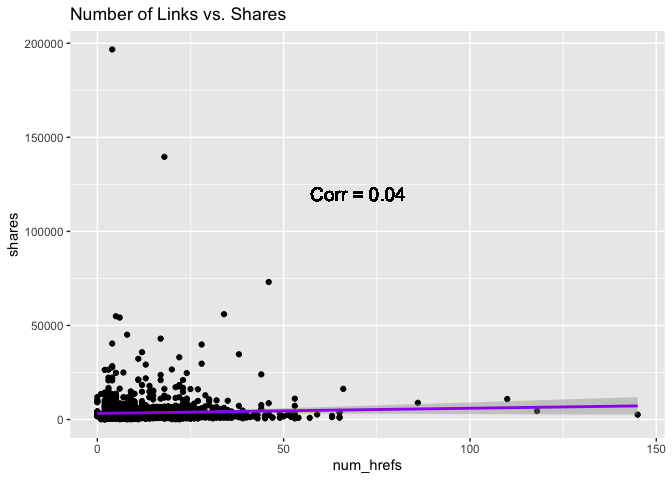 Number of Links vs. Shares
200000
150000
Corr = 0.04
100000
50000
0
shares
0 50 100 150
num_hrefs